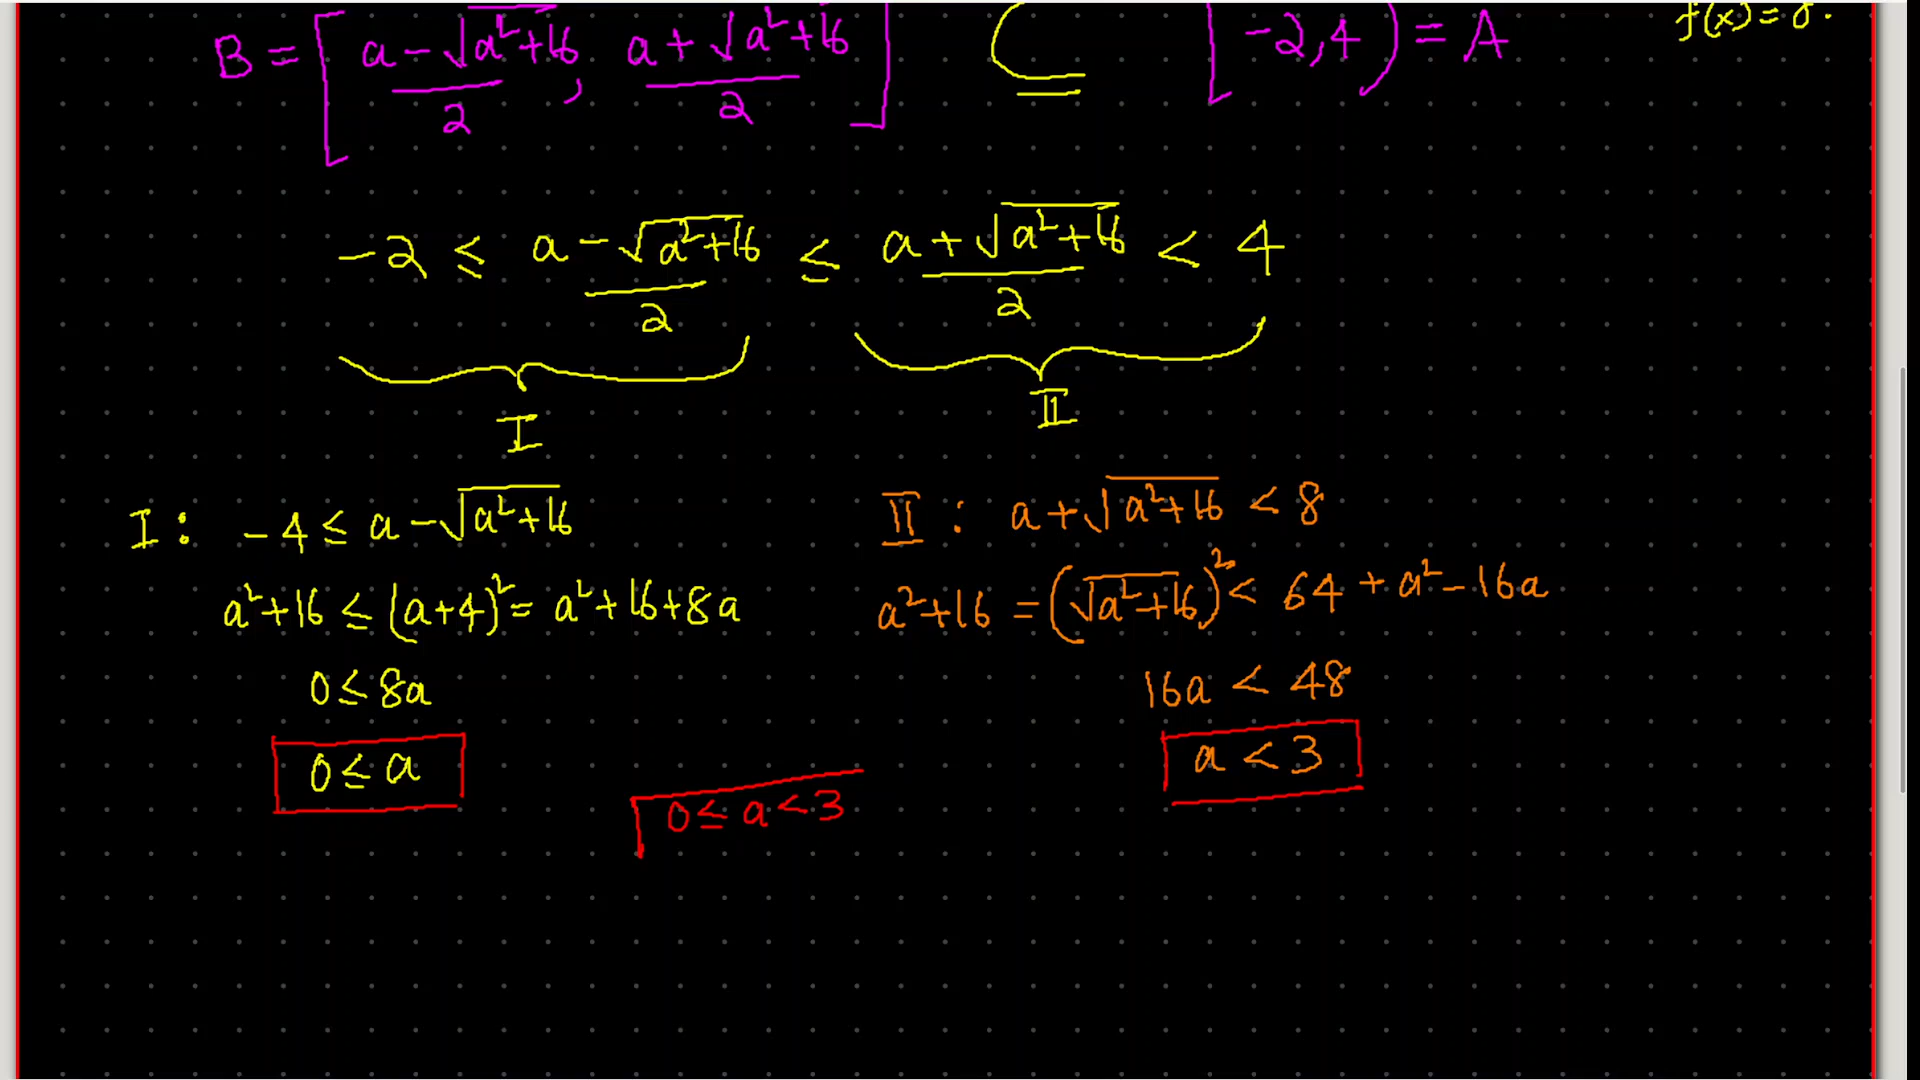 f(x) = 0.
B = [ (a - √(a²+16))/2 , (a + √(a²+16))/2 ] ⊆ [ -2, 4 ) = A
-2 ≤ (a - √(a²+16))/2 ≤ (a + √(a²+16))/2 < 4
I II
I : -4 ≤ a - √(a²+16)
a²+16 ≤ (a+4)² = a²+16+8a
0 ≤ 8a
0 ≤ a
II : a + √(a²+16) < 8
a²+16 = (√(a²+16))² < 64 + a² - 16a
16a < 48
a < 3
0 ≤ a < 3